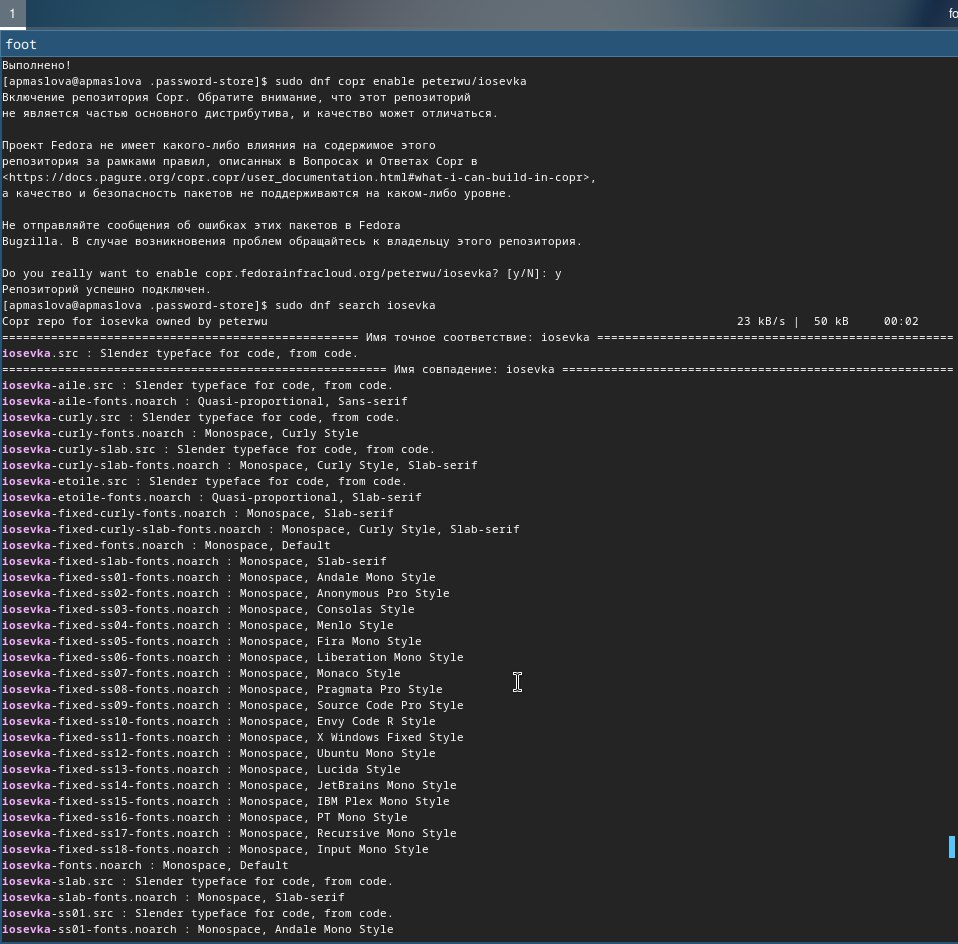 1
fo
foot
Выполнено!
[apmaslova@apmaslova .password-store]$ sudo dnf copr enable peterwu/iosevka
Включение репозитория Copr. Обратите внимание, что этот репозиторий
не является частью основного дистрибутива, и качество может отличаться.
Проект Fedora не имеет какого-либо влияния на содержимое этого
репозитория за рамками правил, описанных в Вопросах и Ответах Copr в
<https://docs.pagure.org/copr.copr/user_documentation.html#what-i-can-build-in-copr>,
а качество и безопасность пакетов не поддерживаются на каком-либо уровне.
Не отправляйте сообщения об ошибках этих пакетов в Fedora
Bugzilla. В случае возникновения проблем обращайтесь к владельцу этого репозитория.
Do you really want to enable copr.fedorainfracloud.org/peterwu/iosevka? [y/N]: y
Репозиторий успешно подключен.
[apmaslova@apmaslova .password-store]$ sudo dnf search iosevka
Copr repo for iosevka owned by peterwu 23 kB/s | 50 kB 00:02
=================================================== Имя точное соответствие: iosevka ===================================================
iosevka.src : Slender typeface for code, from code.
======================================================= Имя совпадение: iosevka ========================================================
iosevka-aile.src : Slender typeface for code, from code.
iosevka-aile-fonts.noarch : Quasi-proportional, Sans-serif
iosevka-curly.src : Slender typeface for code, from code.
iosevka-curly-fonts.noarch : Monospace, Curly Style
iosevka-curly-slab.src : Slender typeface for code, from code.
iosevka-curly-slab-fonts.noarch : Monospace, Curly Style, Slab-serif
iosevka-etoile.src : Slender typeface for code, from code.
iosevka-etoile-fonts.noarch : Quasi-proportional, Slab-serif
iosevka-fixed-curly-fonts.noarch : Monospace, Slab-serif
iosevka-fixed-curly-slab-fonts.noarch : Monospace, Curly Style, Slab-serif
iosevka-fixed-fonts.noarch : Monospace, Default
iosevka-fixed-slab-fonts.noarch : Monospace, Slab-serif
iosevka-fixed-ss01-fonts.noarch : Monospace, Andale Mono Style
iosevka-fixed-ss02-fonts.noarch : Monospace, Anonymous Pro Style
iosevka-fixed-ss03-fonts.noarch : Monospace, Consolas Style
iosevka-fixed-ss04-fonts.noarch : Monospace, Menlo Style
iosevka-fixed-ss05-fonts.noarch : Monospace, Fira Mono Style
iosevka-fixed-ss06-fonts.noarch : Monospace, Liberation Mono Style
iosevka-fixed-ss07-fonts.noarch : Monospace, Monaco Style
iosevka-fixed-ss08-fonts.noarch : Monospace, Pragmata Pro Style
iosevka-fixed-ss09-fonts.noarch : Monospace, Source Code Pro Style
iosevka-fixed-ss10-fonts.noarch : Monospace, Envy Code R Style
iosevka-fixed-ss11-fonts.noarch : Monospace, X Windows Fixed Style
iosevka-fixed-ss12-fonts.noarch : Monospace, Ubuntu Mono Style
iosevka-fixed-ss13-fonts.noarch : Monospace, Lucida Style
iosevka-fixed-ss14-fonts.noarch : Monospace, JetBrains Mono Style
iosevka-fixed-ss15-fonts.noarch : Monospace, IBM Plex Mono Style
iosevka-fixed-ss16-fonts.noarch : Monospace, PT Mono Style
iosevka-fixed-ss17-fonts.noarch : Monospace, Recursive Mono Style
iosevka-fixed-ss18-fonts.noarch : Monospace, Input Mono Style
iosevka-fonts.noarch : Monospace, Default
iosevka-slab.src : Slender typeface for code, from code.
iosevka-slab-fonts.noarch : Monospace, Slab-serif
iosevka-ss01.src : Slender typeface for code, from code.
iosevka-ss01-fonts.noarch : Monospace, Andale Mono Style